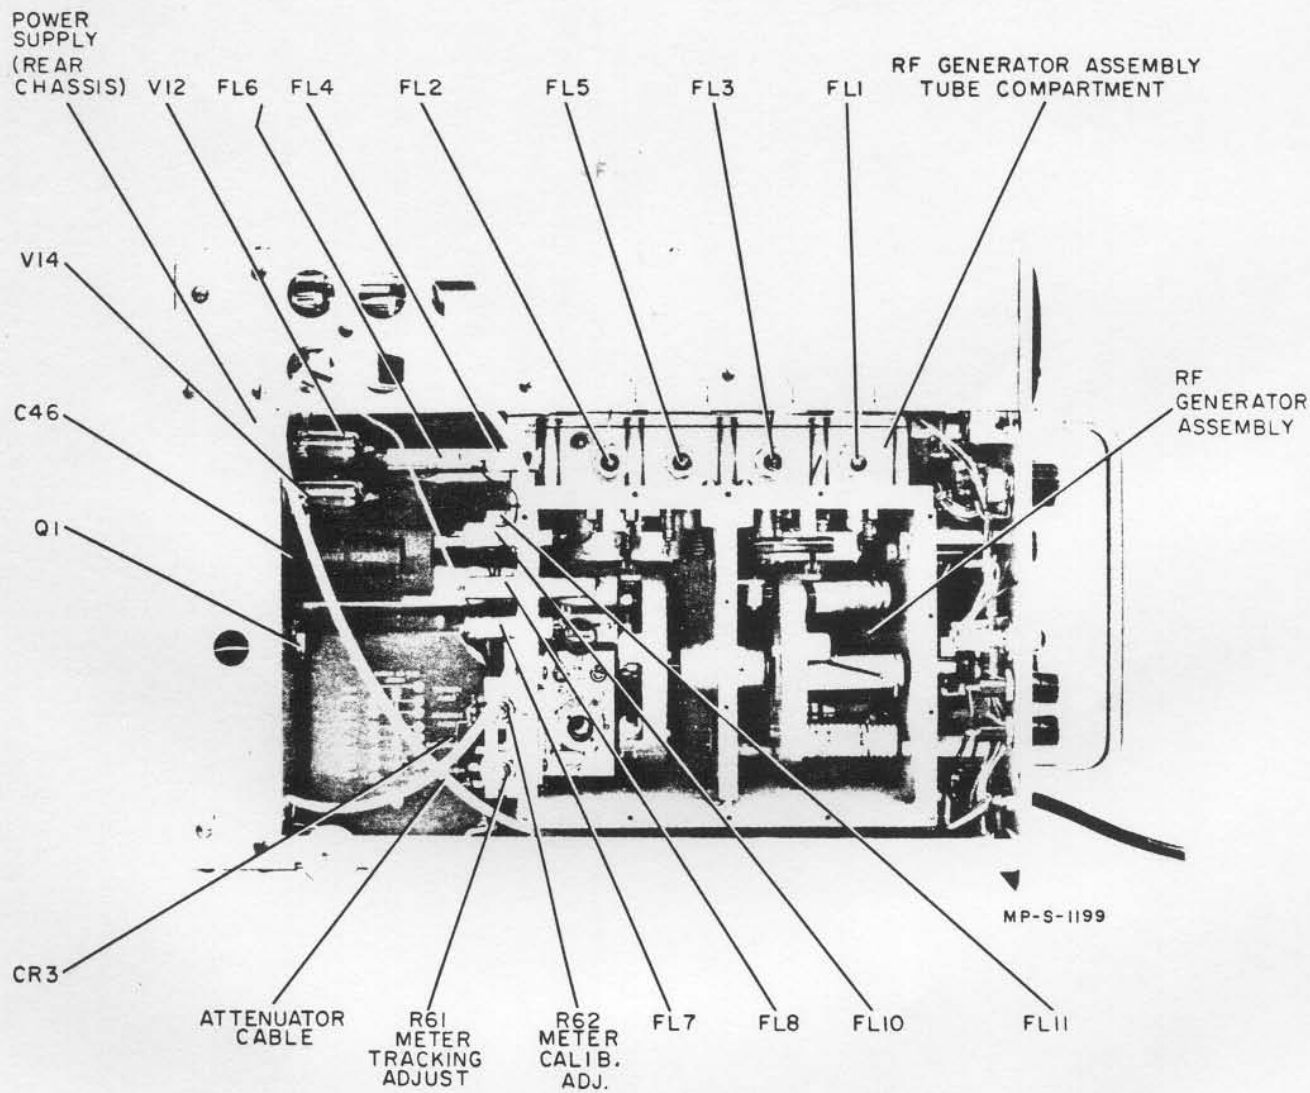 POWER
SUPPLY
(REAR
CHASSIS)
V12
FL6
FL4
FL2
FL5
FL3
FL1
RF GENERATOR ASSEMBLY
TUBE COMPARTMENT
V14
C46
Q1
RF
GENERATOR
ASSEMBLY
MP-S-1199
CR3
ATTENUATOR
CABLE
R61
METER
TRACKING
ADJUST
R62
METER
CALIB.
ADJ.
FL7
FL8
FL10
FL11